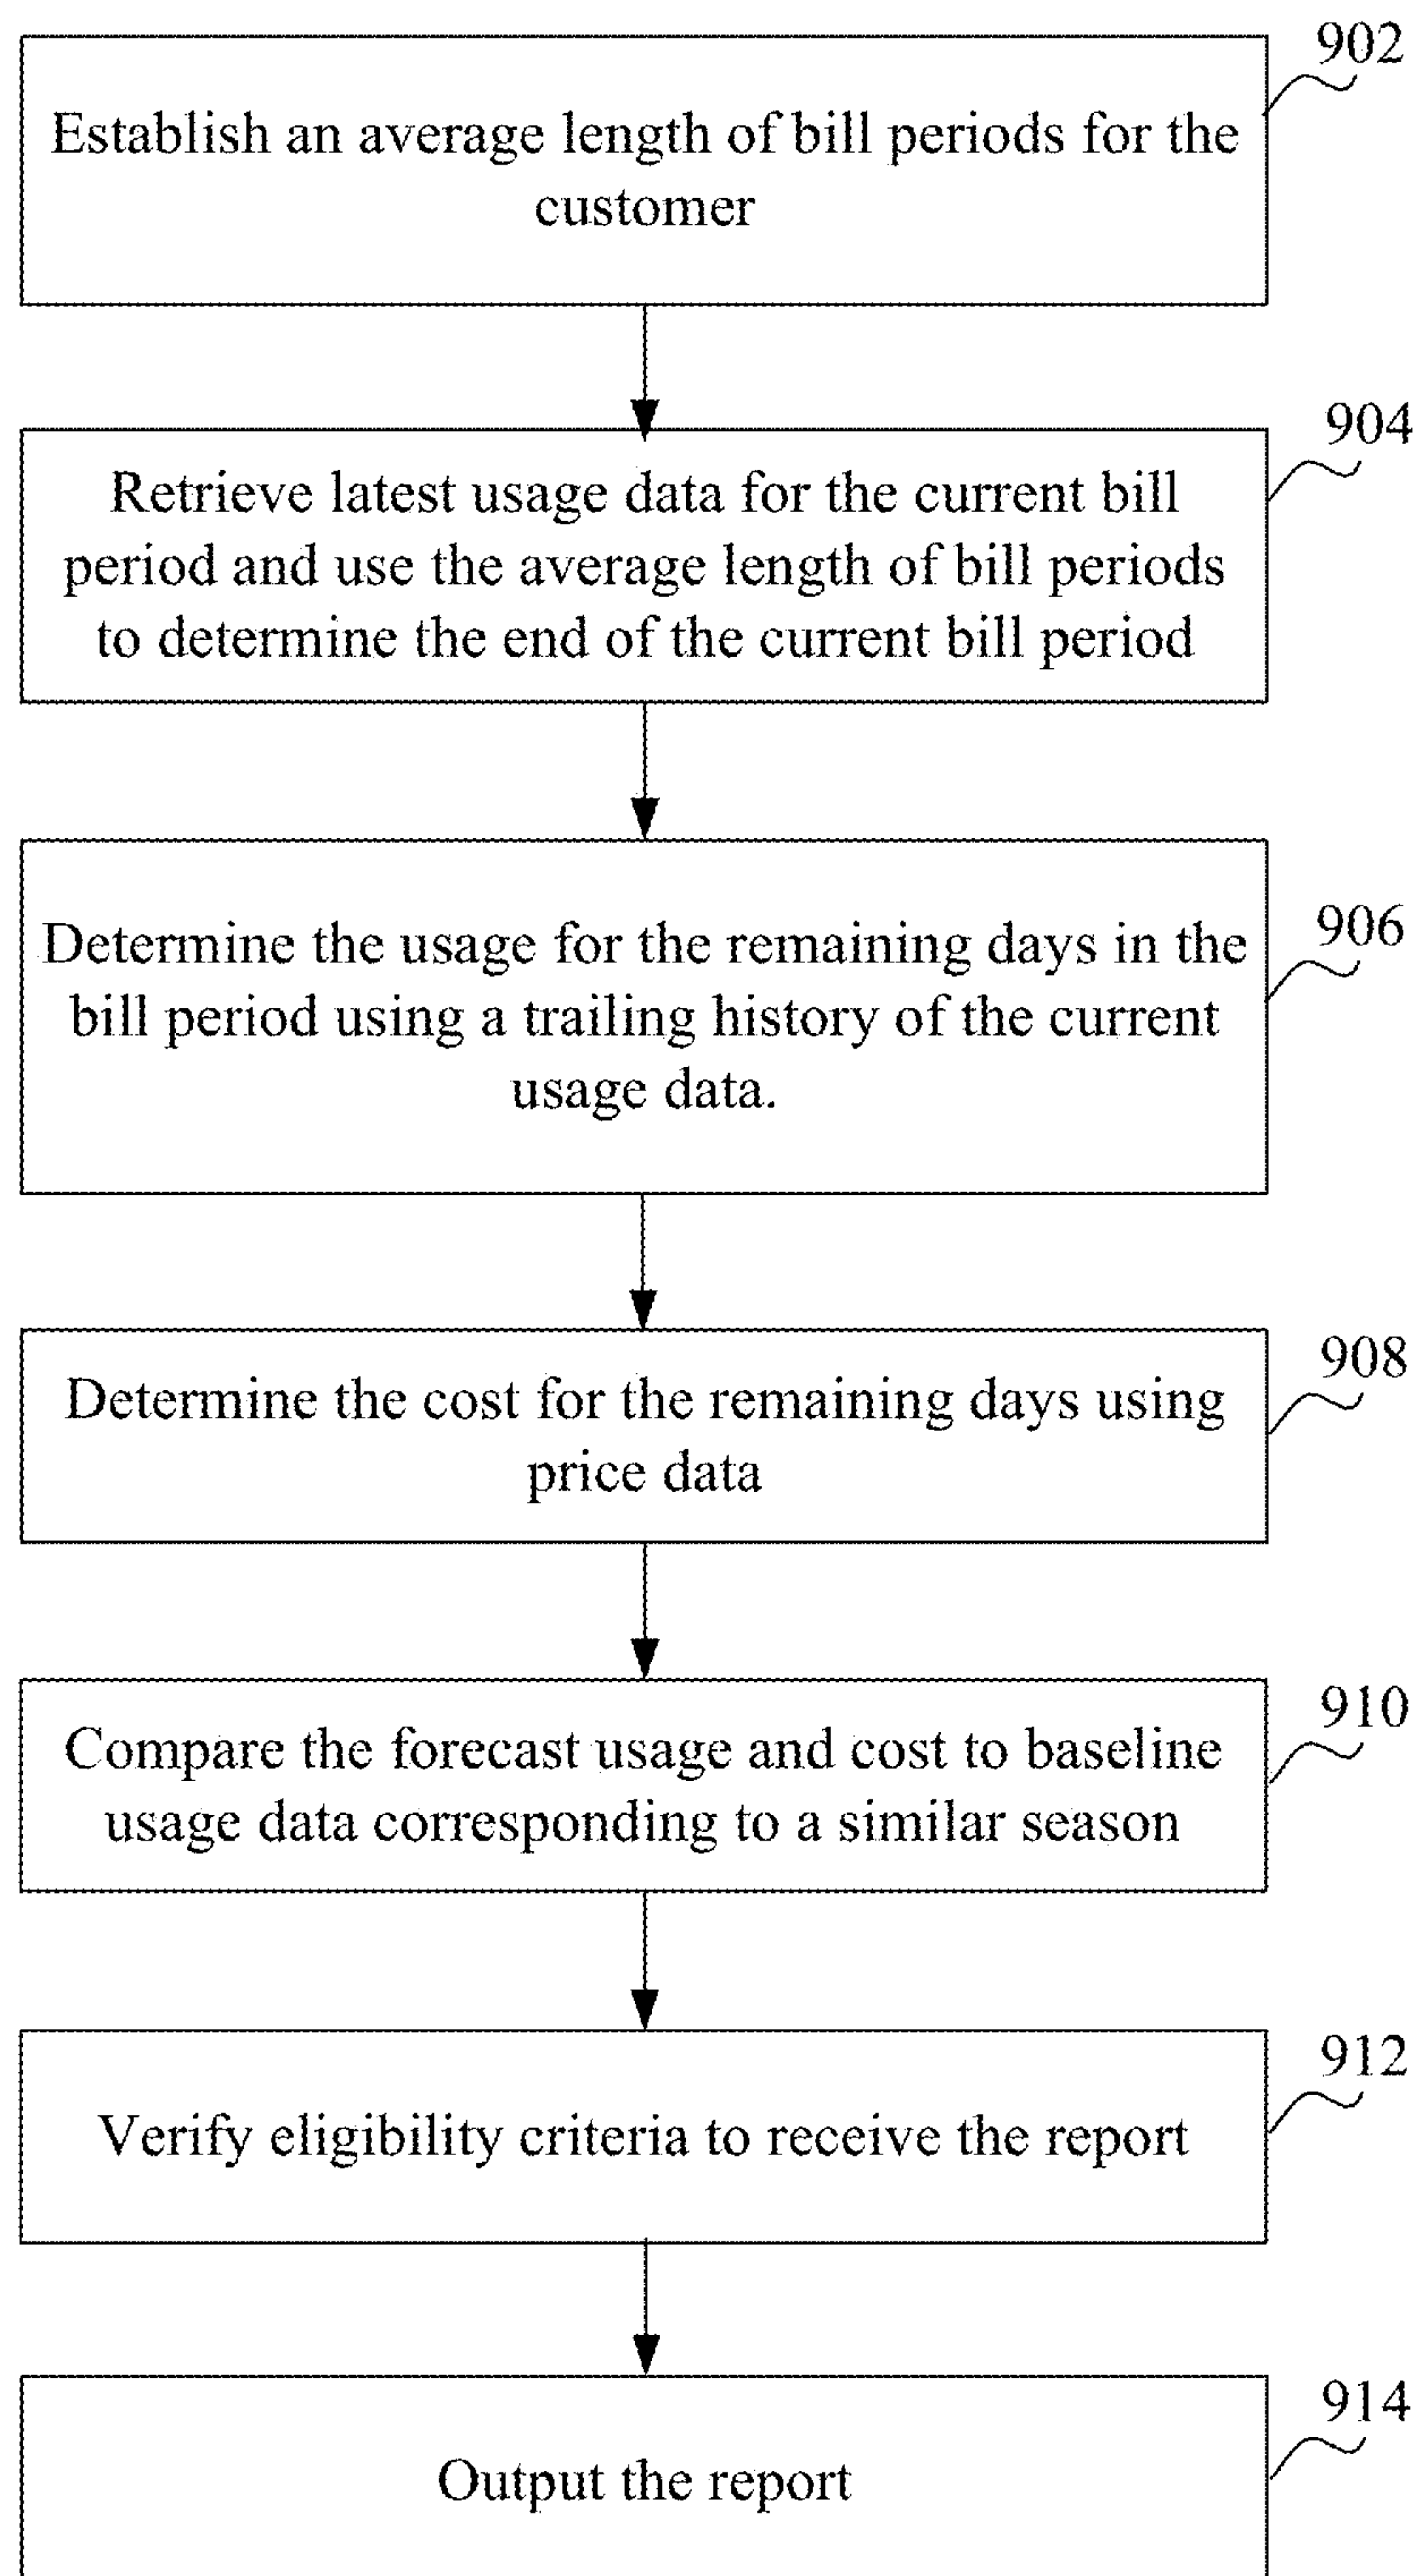 902
Establish an average length of bill periods for the
customer
904
Retrieve latest usage data for the current bill
period and use the average length of bill periods
to determine the end of the current bill period
906
Determine the usage for the remaining days in the
bill period using a trailing history of the current
usage data.
908
Determine the cost for the remaining days using
price data
910
Compare the forecast usage and cost to baseline
usage data corresponding to a similar season
912
Verify eligibility criteria to receive the report
914
Output the report